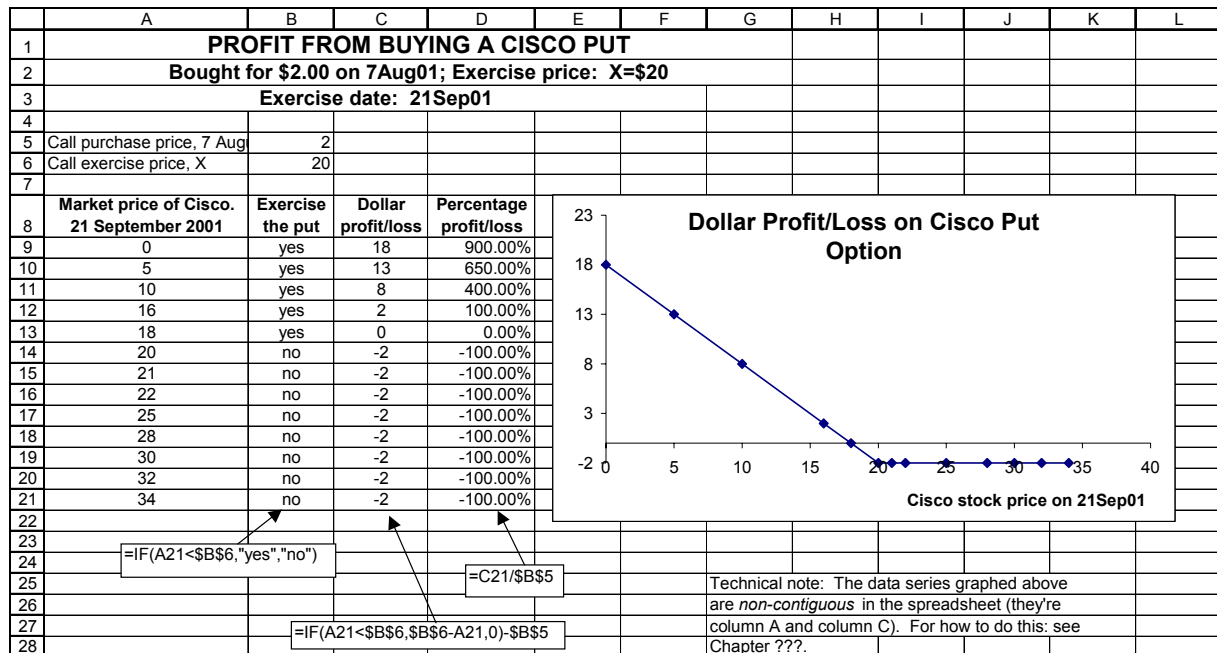 A B C D E F G H I J K L
1 PROFIT FROM BUYING A CISCO PUT
2 Bought for $2.00 on 7Aug01; Exercise price: X=$20
3 Exercise date: 21Sep01
4
5 Call purchase price, 7 Aug 2
6 Call exercise price, X 20
7
Market price of Cisco. Exercise Dollar Percentage
8 21 September 2001 the put profit/loss profit/loss
9 0 yes 18 900.00%
10 5 yes 13 650.00%
11 10 yes 8 400.00%
12 16 yes 2 100.00%
13 18 yes 0 0.00%
14 20 no -2 -100.00%
15 21 no -2 -100.00%
16 22 no -2 -100.00%
17 25 no -2 -100.00%
18 28 no -2 -100.00%
19 30 no -2 -100.00%
20 32 no -2 -100.00%
21 34 no -2 -100.00%
22
23
24
25
26
27
28
Dollar Profit/Loss on Cisco Put
Option
23
18
13
8
3
-2 0 5 10 15 20 25 30 35 40
Cisco stock price on 21Sep01
=IF(A21<$B$6,"yes","no")
=C21/$B$5
=IF(A21<$B$6,$B$6-A21,0)-$B$5
Technical note: The data series graphed above
are non-contiguous in the spreadsheet (they're
column A and column C). For how to do this: see
Chapter ???.